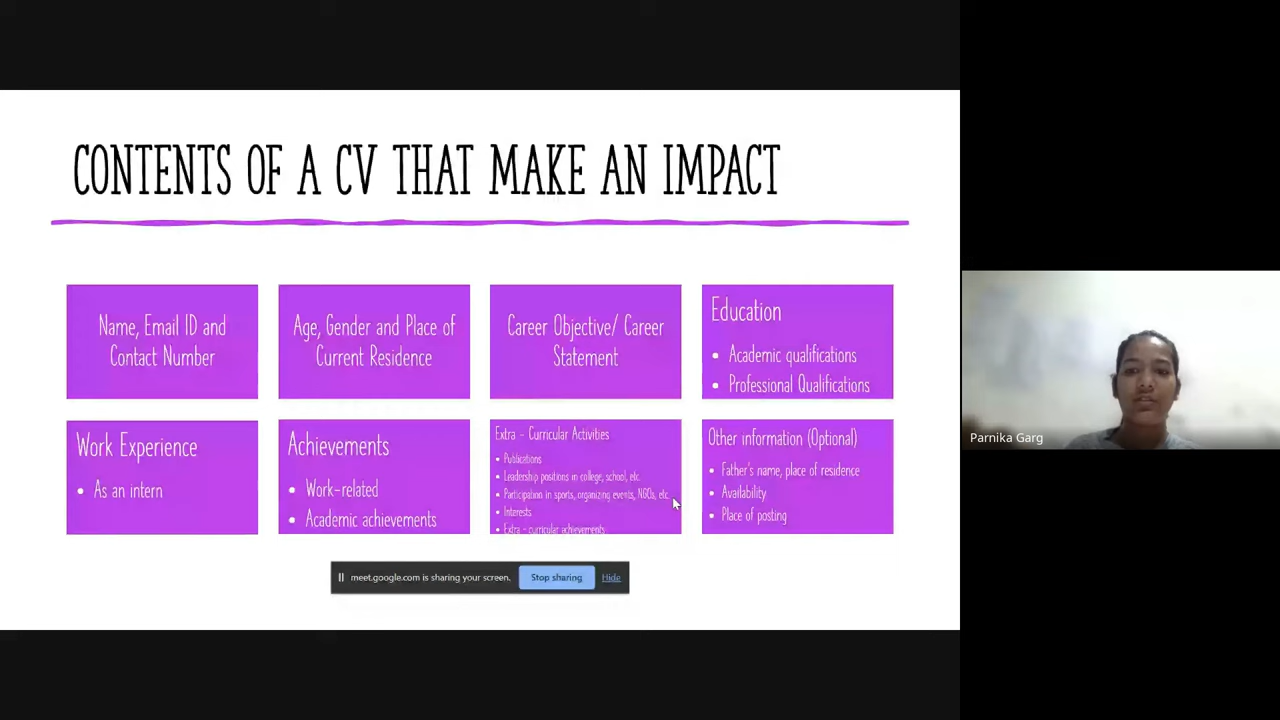 CONTENTS OF A CV THAT MAKE AN IMPACT
Name, Email ID and
Contact Number
Age, Gender and Place of
Current Residence
Career Objective/ Career
Statement
Education
• Academic qualifications
• Professional Qualifications
Work Experience
• As an intern
Achievements
• Work-related
• Academic achievements
Extra - Curricular Activities
• Publications
• Leadership positions in college, school, etc.
• Participation in sports, organizing events, NGOs, etc.
• Interests
• Extra - curricular achievements
Other information (Optional)
• Father's name, place of residence
• Availability
• Place of posting
meet.google.com is sharing your screen.
Stop sharing
Hide
Parnika Garg